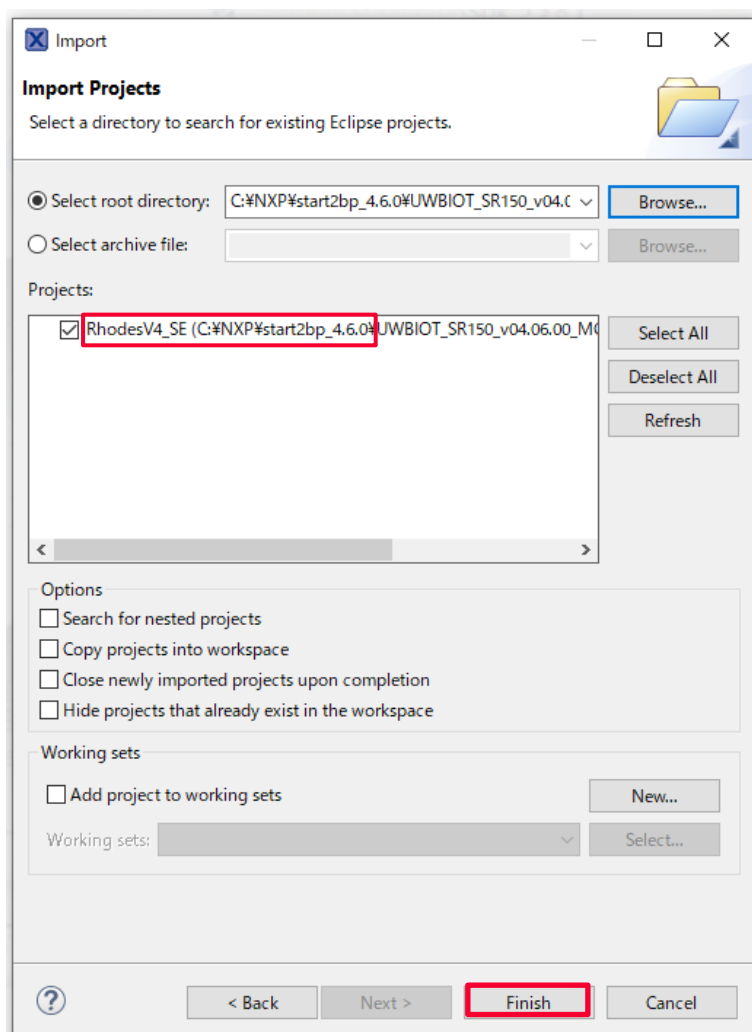 Import
Import Projects
Select a directory to search for existing Eclipse projects.
Select root directory: C:¥NXP¥start2bp_4.6.0¥UWBIOT_SR150_v04.0 Browse...
Select archive file: Browse...
Projects:
RhodesV4_SE (C:¥NXP¥start2bp_4.6.0¥UWBIOT_SR150_v04.06.00_MC
Select All
Deselect All
Refresh
Options
Search for nested projects
Copy projects into workspace
Close newly imported projects upon completion
Hide projects that already exist in the workspace
Working sets
Add project to working sets New...
Working sets: Select...
? < Back Next > Finish Cancel